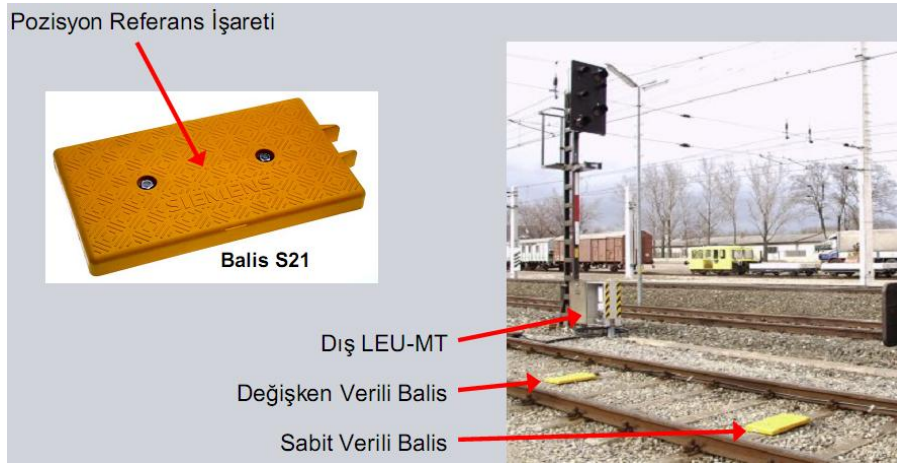 Pozisyon Referans İşareti
SIEMENS
Balis S21
Dış LEU-MT
Değişken Verili Balis
Sabit Verili Balis